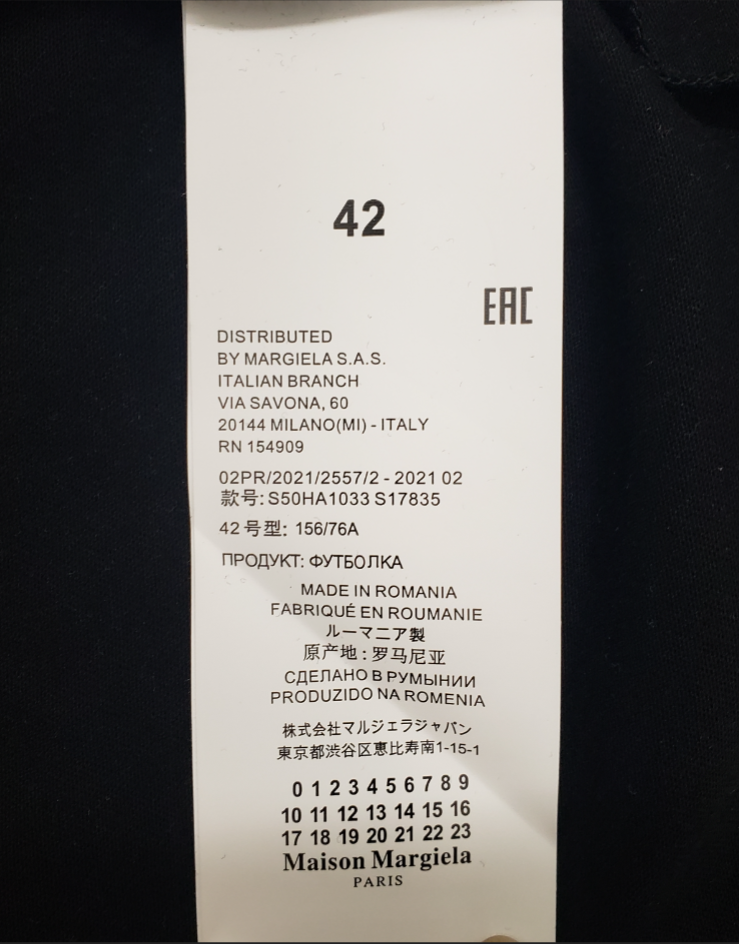 42
EAC
DISTRIBUTED
BY MARGIELA S.A.S.
ITALIAN BRANCH
VIA SAVONA, 60
20144 MILANO(MI) - ITALY
RN 154909
02PR/2021/2557/2 - 2021 02
款号: S50HA1033 S17835
42 号型: 156/76A
ПРОДУКТ: ФУТБОЛКА
MADE IN ROMANIA
FABRIQUÉ EN ROUMANIE
ルーマニア製
原产地 : 罗马尼亚
СДЕЛАНО В РУМЫНИИ
PRODUZIDO NA ROMENIA
株式会社マルジェラジャパン
東京都渋谷区恵比寿南1-15-1
0 1 2 3 4 5 6 7 8 9
10 11 12 13 14 15 16
17 18 19 20 21 22 23
Maison Margiela
PARIS